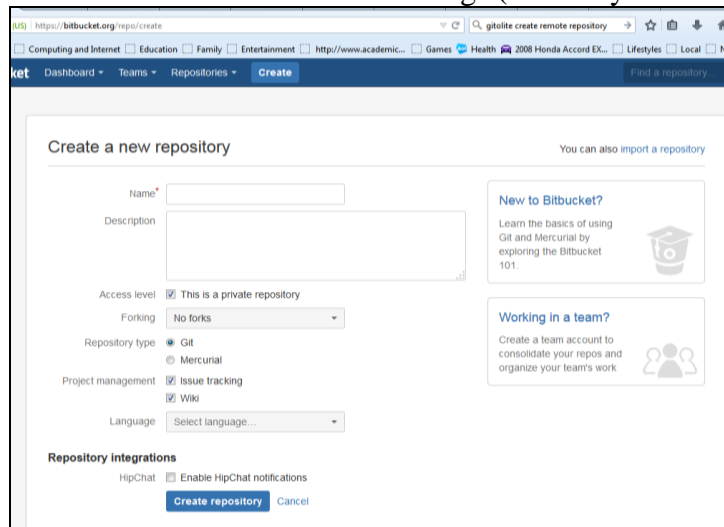 (US) https://bitbucket.org/repo/create gitolite create remote repository
Computing and Internet Education Family Entertainment http://www.academic... Games Health 2008 Honda Accord EX... Lifestyles Local
ket Dashboard Teams Repositories Create Find a repository
Create a new repository You can also import a repository
Name*
Description
Access level This is a private repository
Forking No forks
Repository type Git
Mercurial
Project management Issue tracking
Wiki
Language Select language...
New to Bitbucket?
Learn the basics of using
Git and Mercurial by
exploring the Bitbucket
101.
Working in a team?
Create a team account to
consolidate your repos and
organize your team's work
Repository integrations
HipChat Enable HipChat notifications
Create repository Cancel